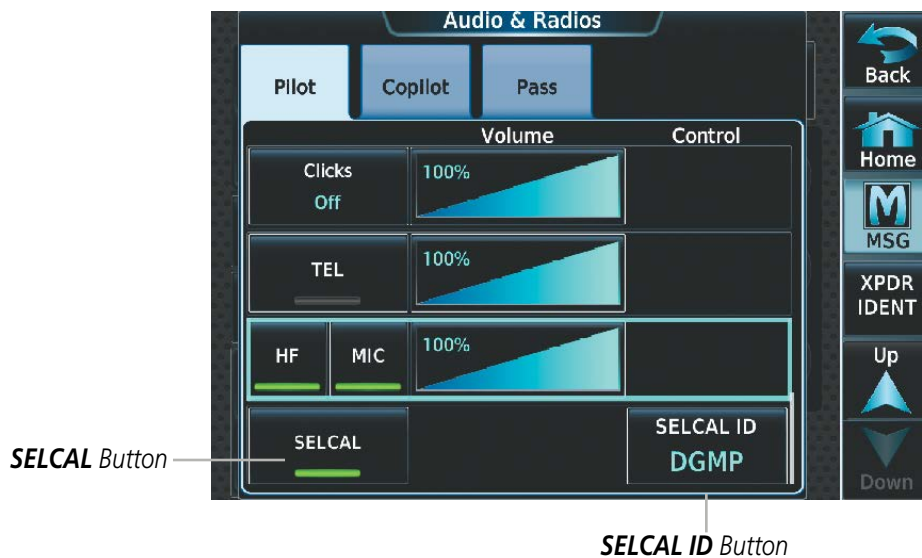 Audio & Radios
Pilot
Copilot
Pass
Volume
Control
Clicks
Off
100%
TEL
100%
HF
MIC
100%
SELCAL
SELCAL ID
DGMP
Back
Home
MSG
XPDR
IDENT
Up
Down
SELCAL Button
SELCAL ID Button